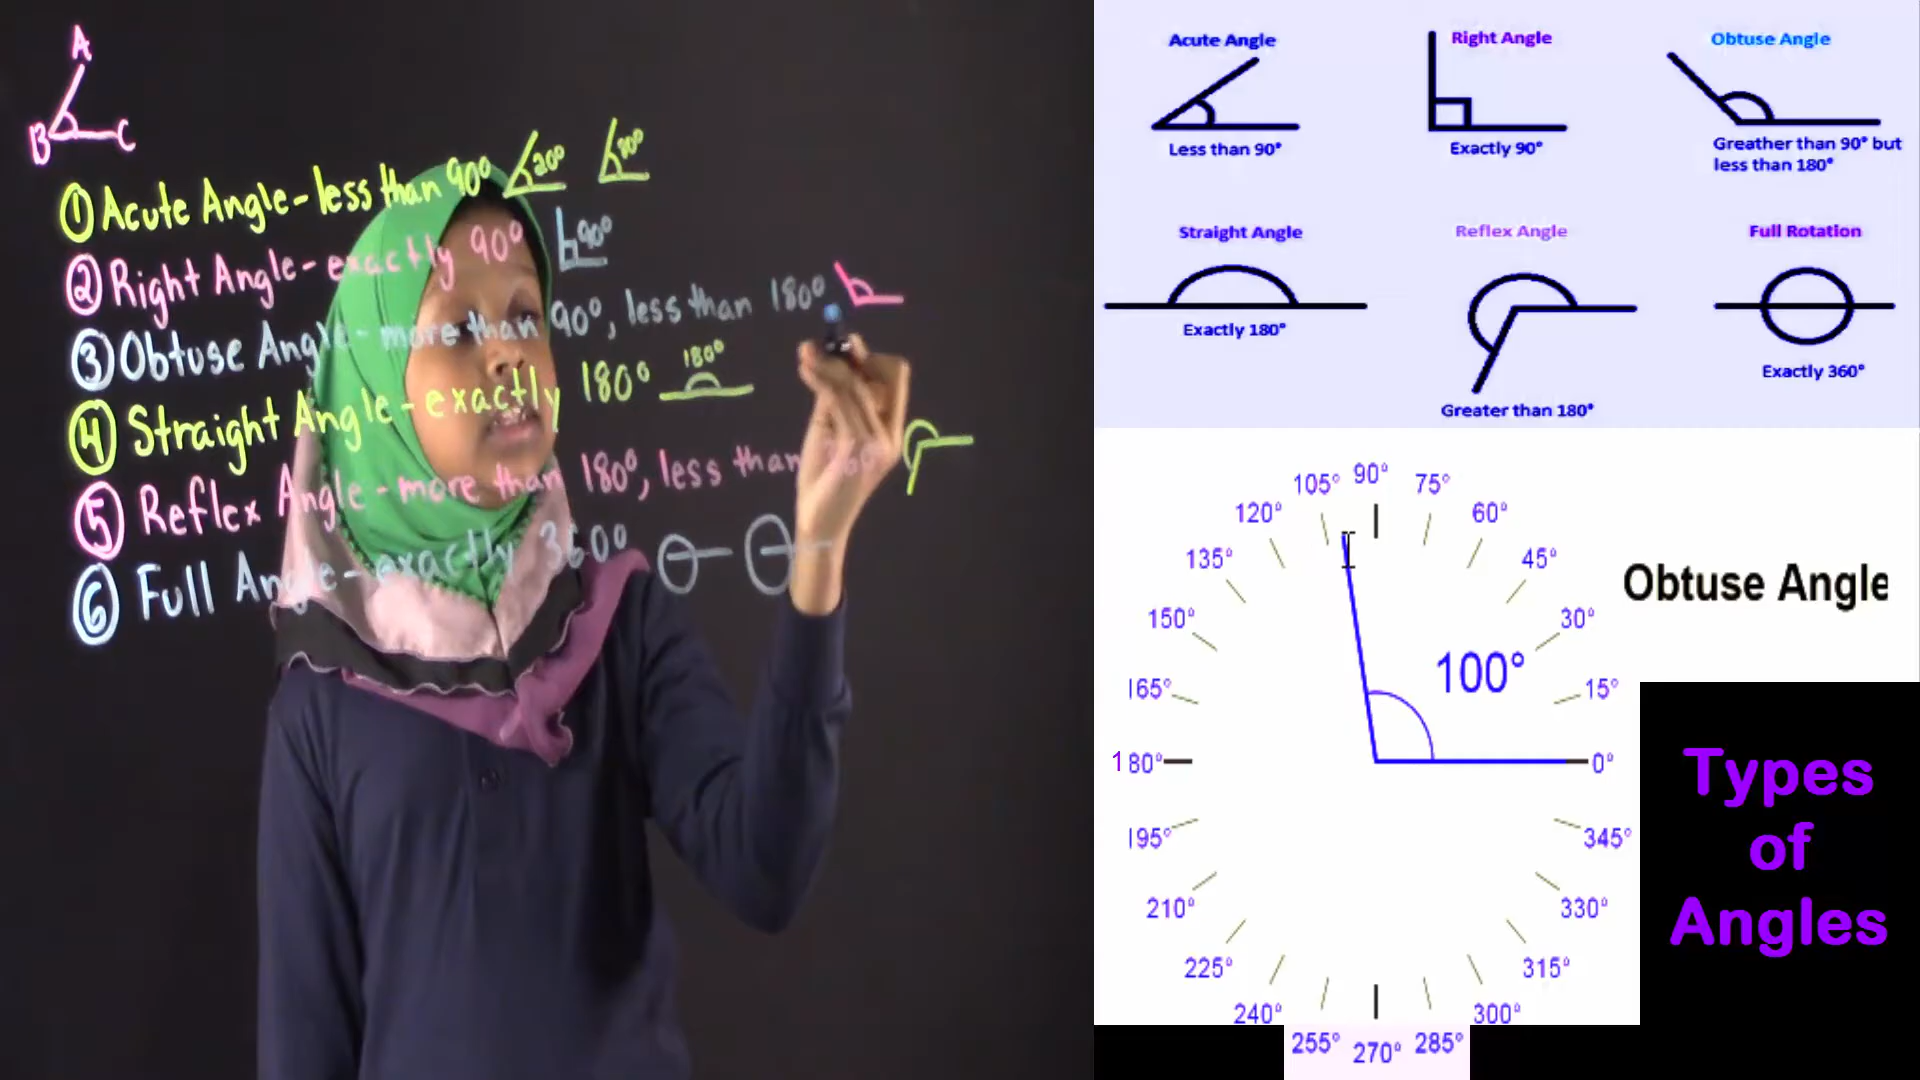 A
B C
① Acute Angle - less than 90° 20° 80°
② Right Angle - exactly 90° 90°
③ Obtuse Angle - more than 90°, less than 180°
④ Straight Angle - exactly 180° 180°
⑤ Reflex Angle - more than 180°, less than 360°
⑥ Full Angle - exactly 360°
Acute Angle
Less than 90°
Right Angle
Exactly 90°
Obtuse Angle
Greather than 90° but
less than 180°
Straight Angle
Exactly 180°
Reflex Angle
Greater than 180°
Full Rotation
Exactly 360°
105° 90° 75°
120° 60°
135° 45°
150° 30°
165° 15°
180° 0°
195° 345°
210° 330°
225° 315°
240° 300°
255° 270° 285°
100°
Obtuse Angle
Types
of
Angles